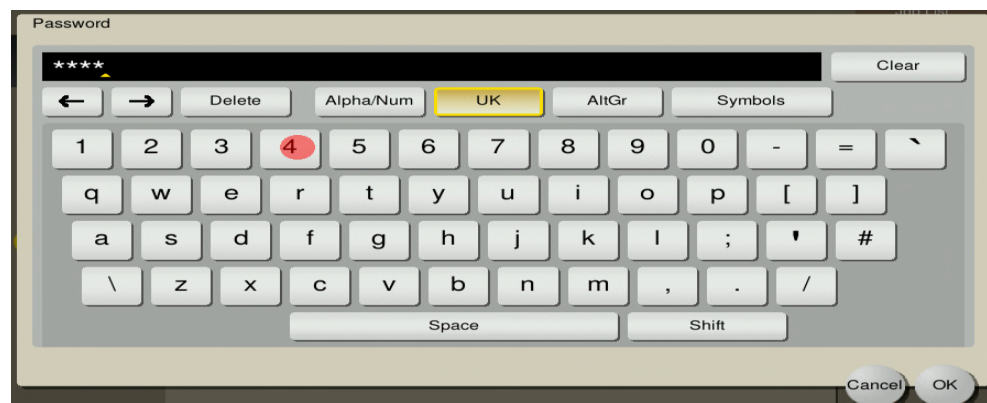 Password
**** Clear
← → Delete Alpha/Num UK AltGr Symbols
1 2 3 4 5 6 7 8 9 0 - = `
q w e r t y u i o p [ ]
a s d f g h j k l ; ' #
\ z x c v b n m , . /
Space Shift
Cancel OK